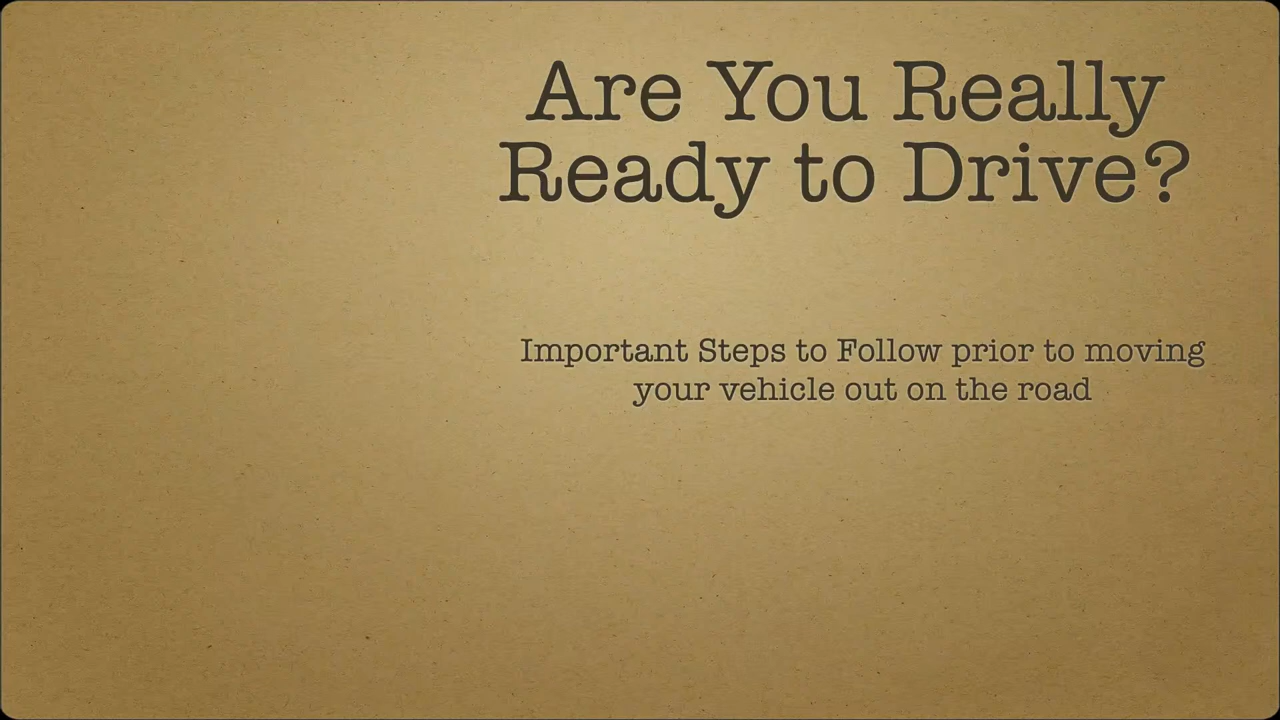 Are You Really
Ready to Drive?
Important Steps to Follow prior to moving
your vehicle out on the road